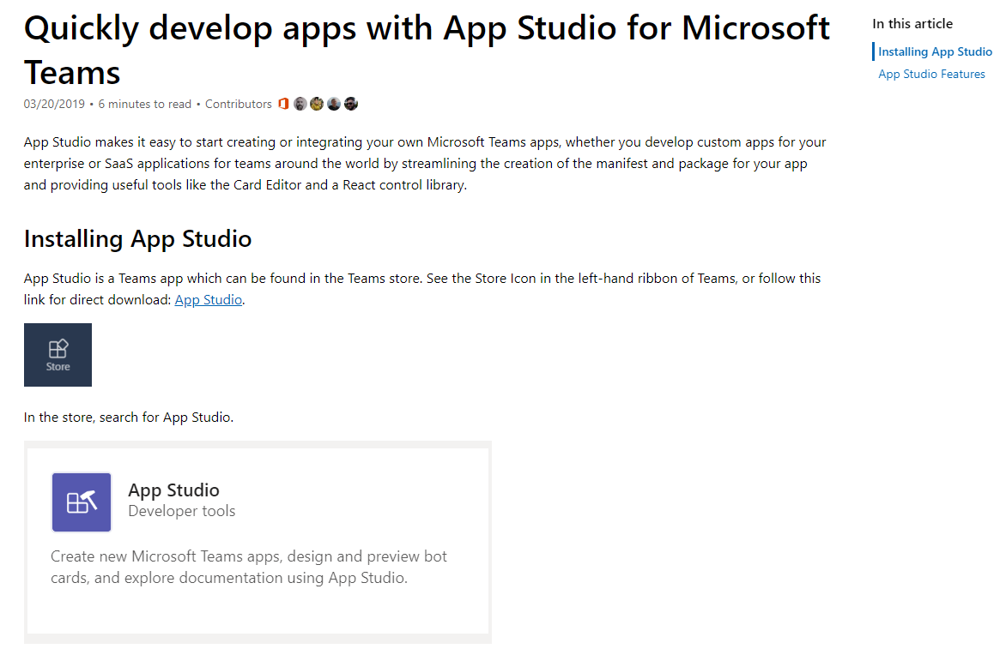 Quickly develop apps with App Studio for Microsoft
Teams
03/20/2019 • 6 minutes to read • Contributors
App Studio makes it easy to start creating or integrating your own Microsoft Teams apps, whether you develop custom apps for your
enterprise or SaaS applications for teams around the world by streamlining the creation of the manifest and package for your app
and providing useful tools like the Card Editor and a React control library.
Installing App Studio
App Studio is a Teams app which can be found in the Teams store. See the Store Icon in the left-hand ribbon of Teams, or follow this
link for direct download: App Studio.
Store
In the store, search for App Studio.
App Studio
Developer tools
Create new Microsoft Teams apps, design and preview bot
cards, and explore documentation using App Studio.
In this article
Installing App Studio
App Studio Features